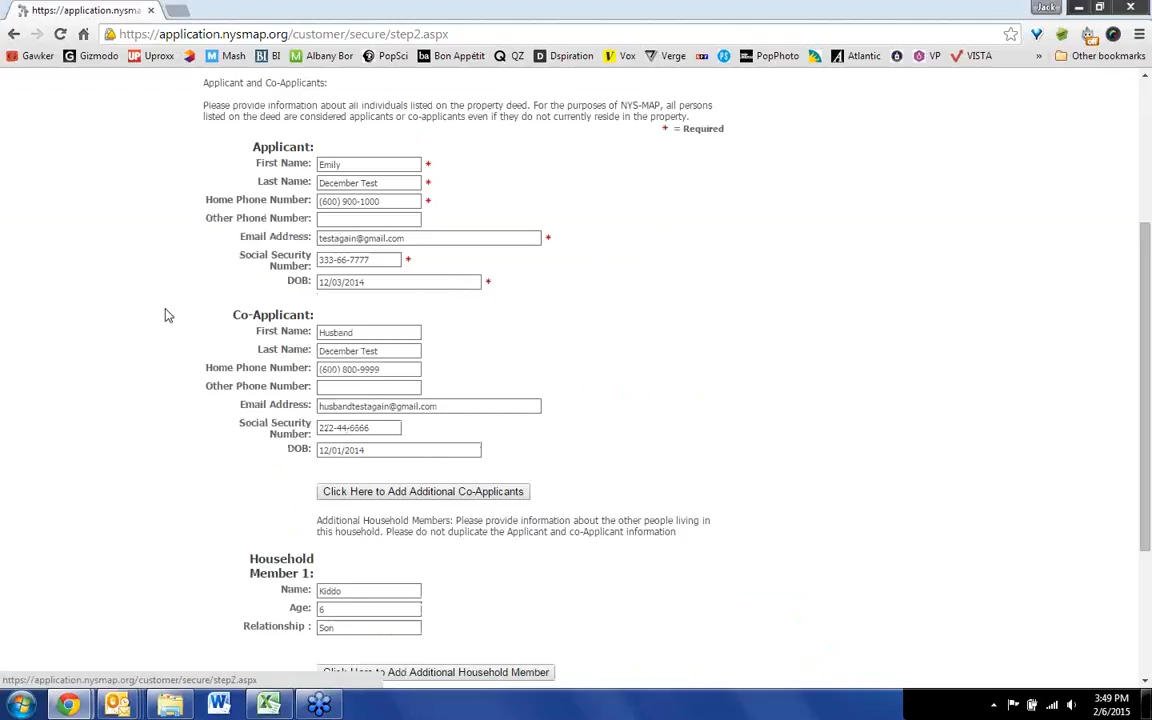 https://application.nysmap
Jack
https://application.nysmap.org/customer/secure/step2.aspx
Gawker Gizmodo Uproxx Mash BI Albany Bor PopSci Bon Appétit QZ Dspiration Vox Verge PopPhoto Atlantic VP VISTA » Other bookmarks
Applicant and Co-Applicants:
Please provide information about all individuals listed on the property deed. For the purposes of NYS-MAP, all persons
listed on the deed are considered applicants or co-applicants even if they do not currently reside in the property.
* = Required
Applicant:
First Name: Emily *
Last Name: December Test *
Home Phone Number: (600) 900-1000 *
Other Phone Number:
Email Address: testagain@gmail.com *
Social Security
Number: 333-66-7777 *
DOB: 12/03/2014 *
Co-Applicant:
First Name: Husband
Last Name: December Test
Home Phone Number: (600) 800-9999
Other Phone Number:
Email Address: husbandtestagain@gmail.com
Social Security
Number: 222-44-6666
DOB: 12/01/2014
Click Here to Add Additional Co-Applicants
Additional Household Members: Please provide information about the other people living in
this household. Please do not duplicate the Applicant and co-Applicant information
Household
Member 1:
Name: Kiddo
Age: 6
Relationship : Son
Click Here to Add Additional Household Member
https://application.nysmap.org/customer/secure/step2.aspx
3:49 PM
2/6/2015